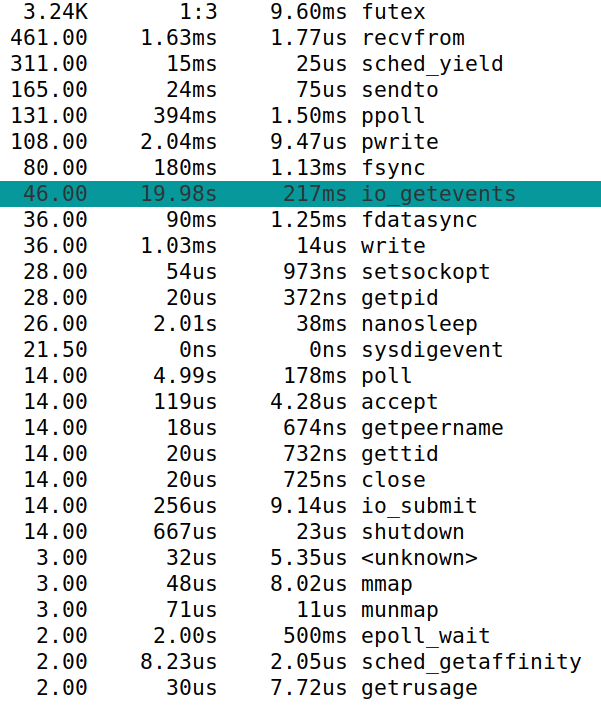 3.24K 1:3 9.60ms futex
461.00 1.63ms 1.77us recvfrom
311.00 15ms 25us sched_yield
165.00 24ms 75us sendto
131.00 394ms 1.50ms ppoll
108.00 2.04ms 9.47us pwrite
80.00 180ms 1.13ms fsync
46.00 19.98s 217ms io_getevents
36.00 90ms 1.25ms fdatasync
36.00 1.03ms 14us write
28.00 54us 973ns setsockopt
28.00 20us 372ns getpid
26.00 2.01s 38ms nanosleep
21.50 0ns 0ns sysdigevent
14.00 4.99s 178ms poll
14.00 119us 4.28us accept
14.00 18us 674ns getpeername
14.00 20us 732ns gettid
14.00 20us 725ns close
14.00 256us 9.14us io_submit
14.00 667us 23us shutdown
3.00 32us 5.35us <unknown>
3.00 48us 8.02us mmap
3.00 71us 11us munmap
2.00 2.00s 500ms epoll_wait
2.00 8.23us 2.05us sched_getaffinity
2.00 30us 7.72us getrusage